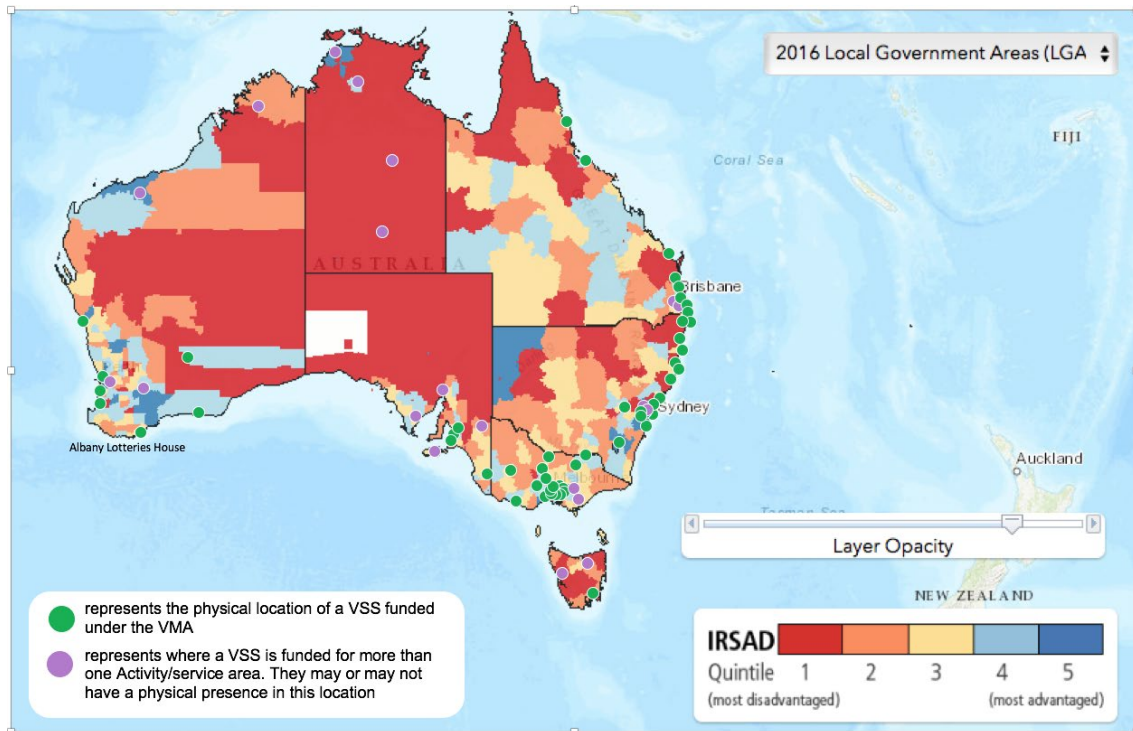 2016 Local Government Areas (LGA
FIJI
Coral Sea
AUSTRALIA
Brisbane
Sydney
Albany Lotteries House
Auckland
Melbourn
Tasman Sea
Layer Opacity
NEW ZEALAND
represents the physical location of a VSS funded
under the VMA
represents where a VSS is funded for more than
one Activity/service area. They may or may not
have a physical presence in this location
IRSAD
Quintile 1 2 3 4 5
(most disadvantaged) (most advantaged)